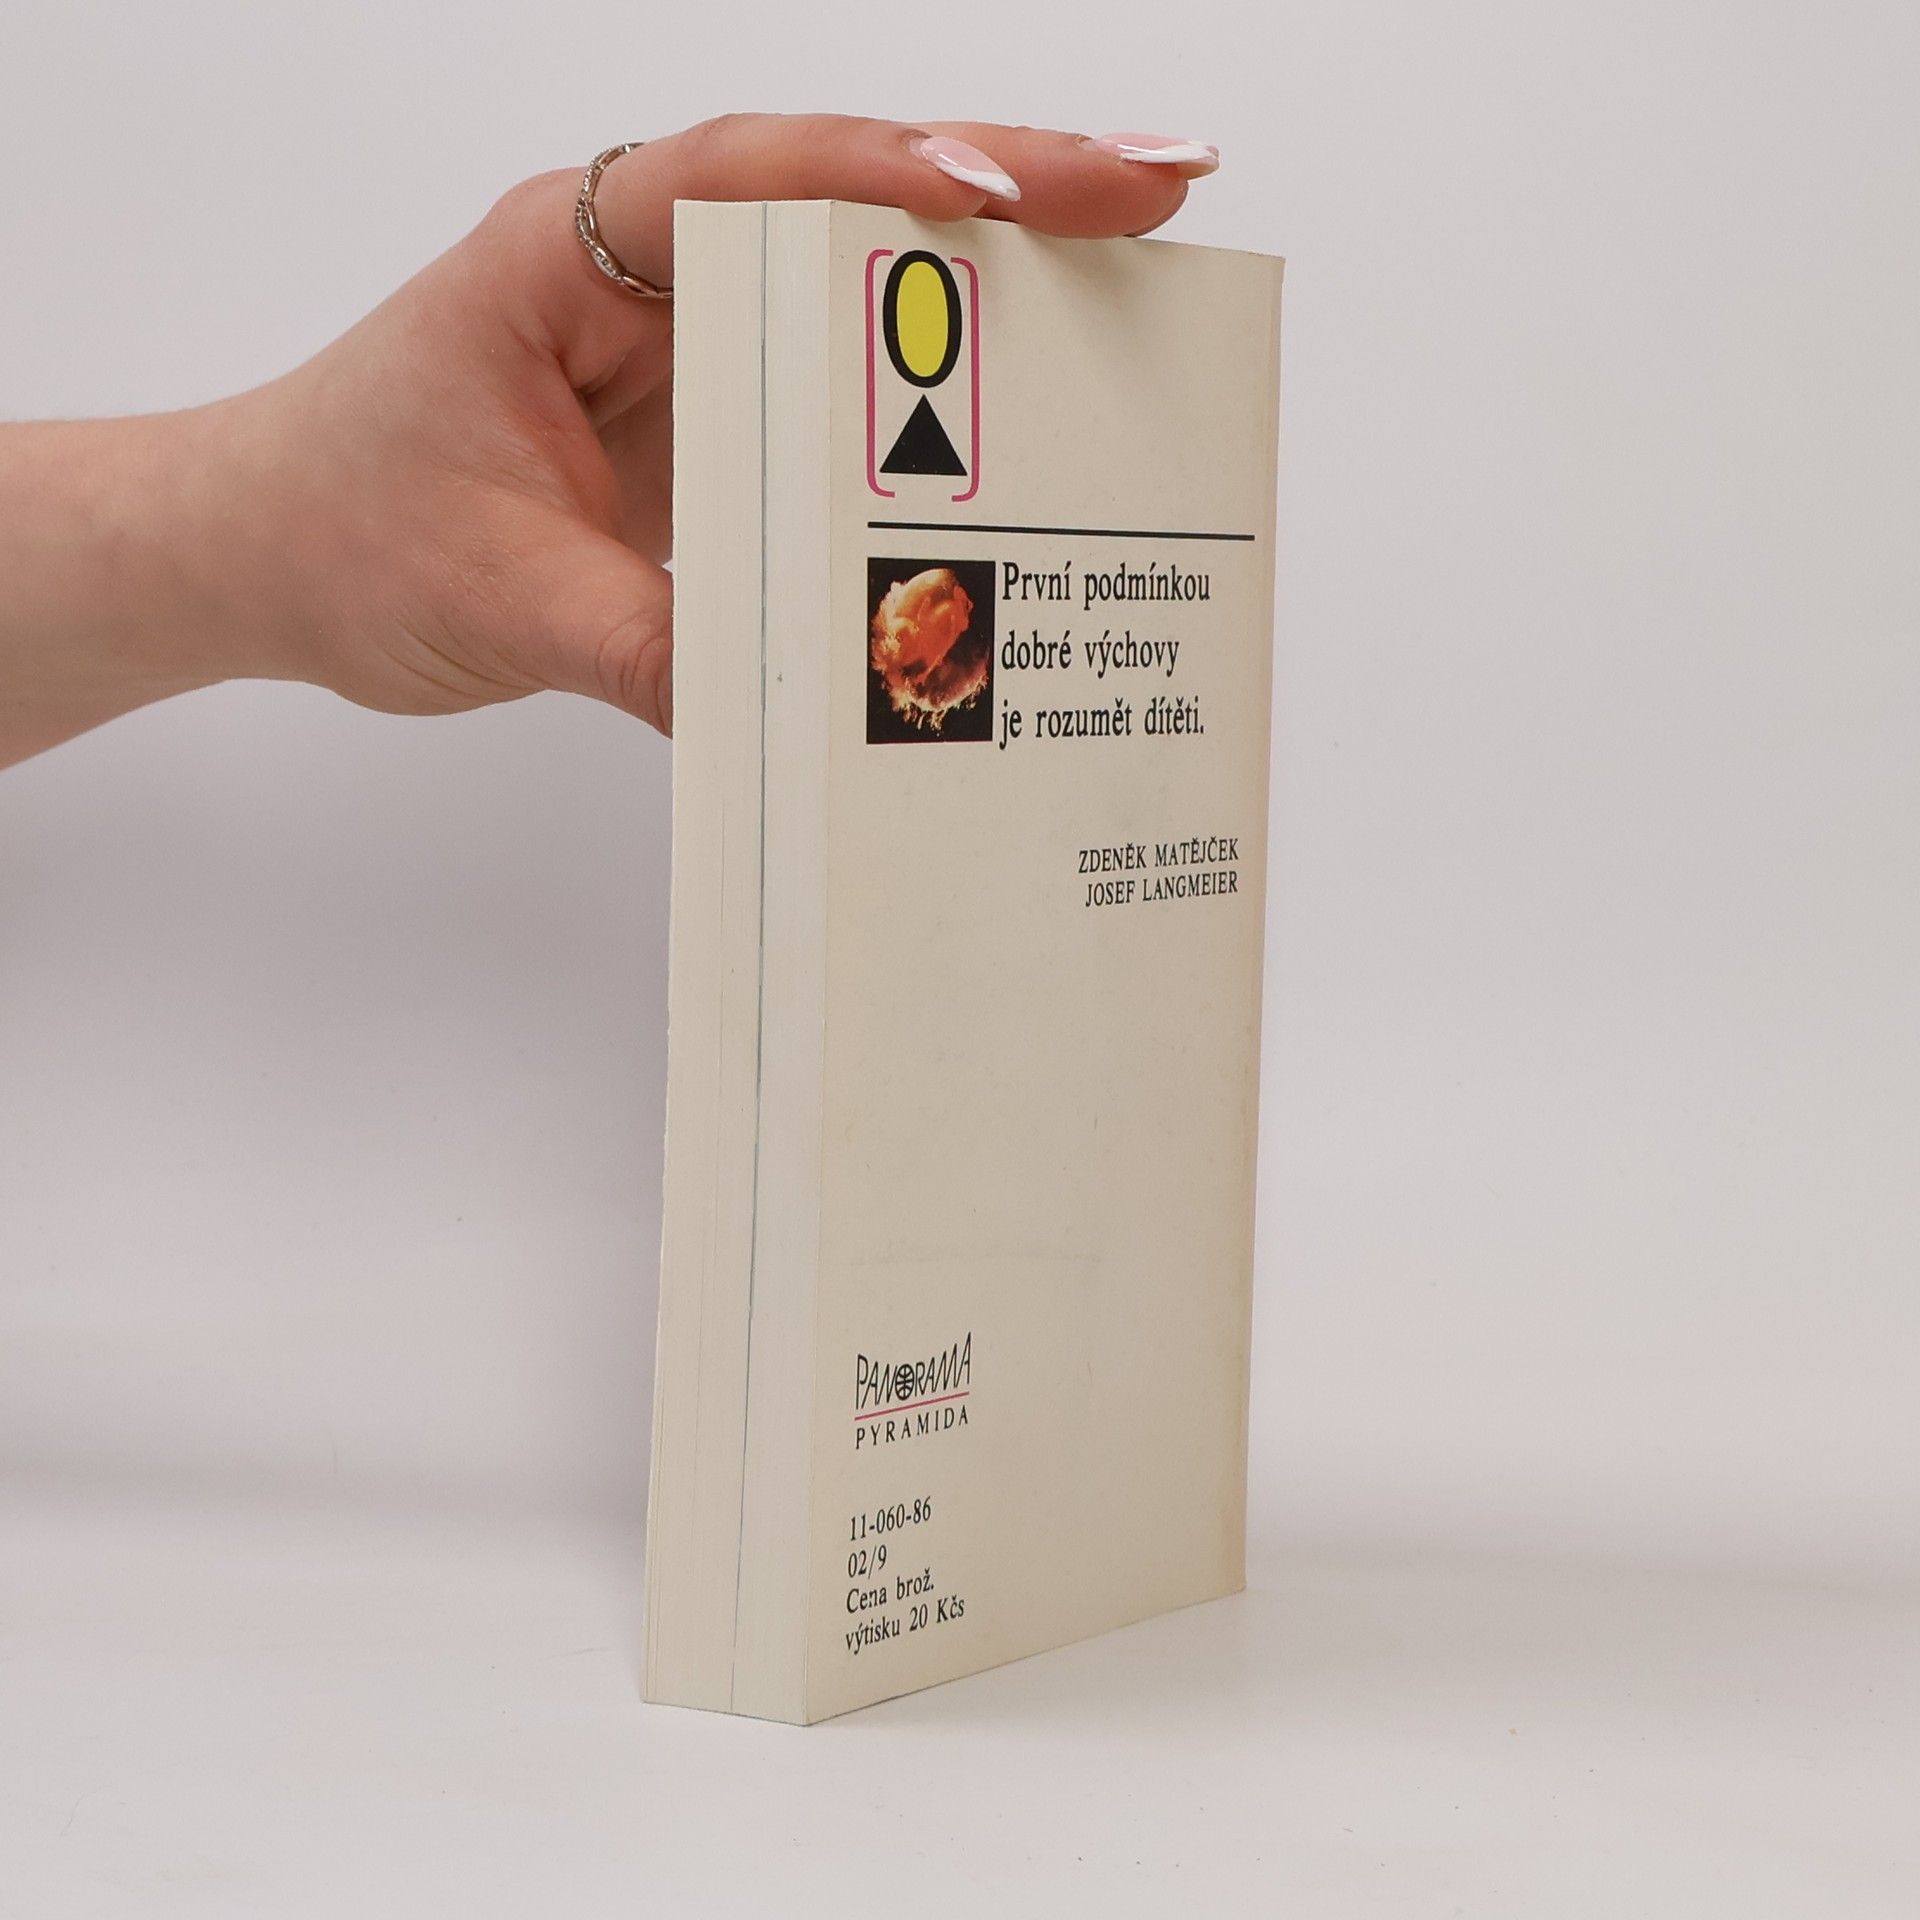 První podmínkou
dobré výchovy
je rozumět dítěti.
ZDENĚK MATĚJČEK
JOSEF LANGMEIER
PANORAMA
PYRAMIDA
11-060-86
02/9
Cena brož.
výtisku 20 Kčs